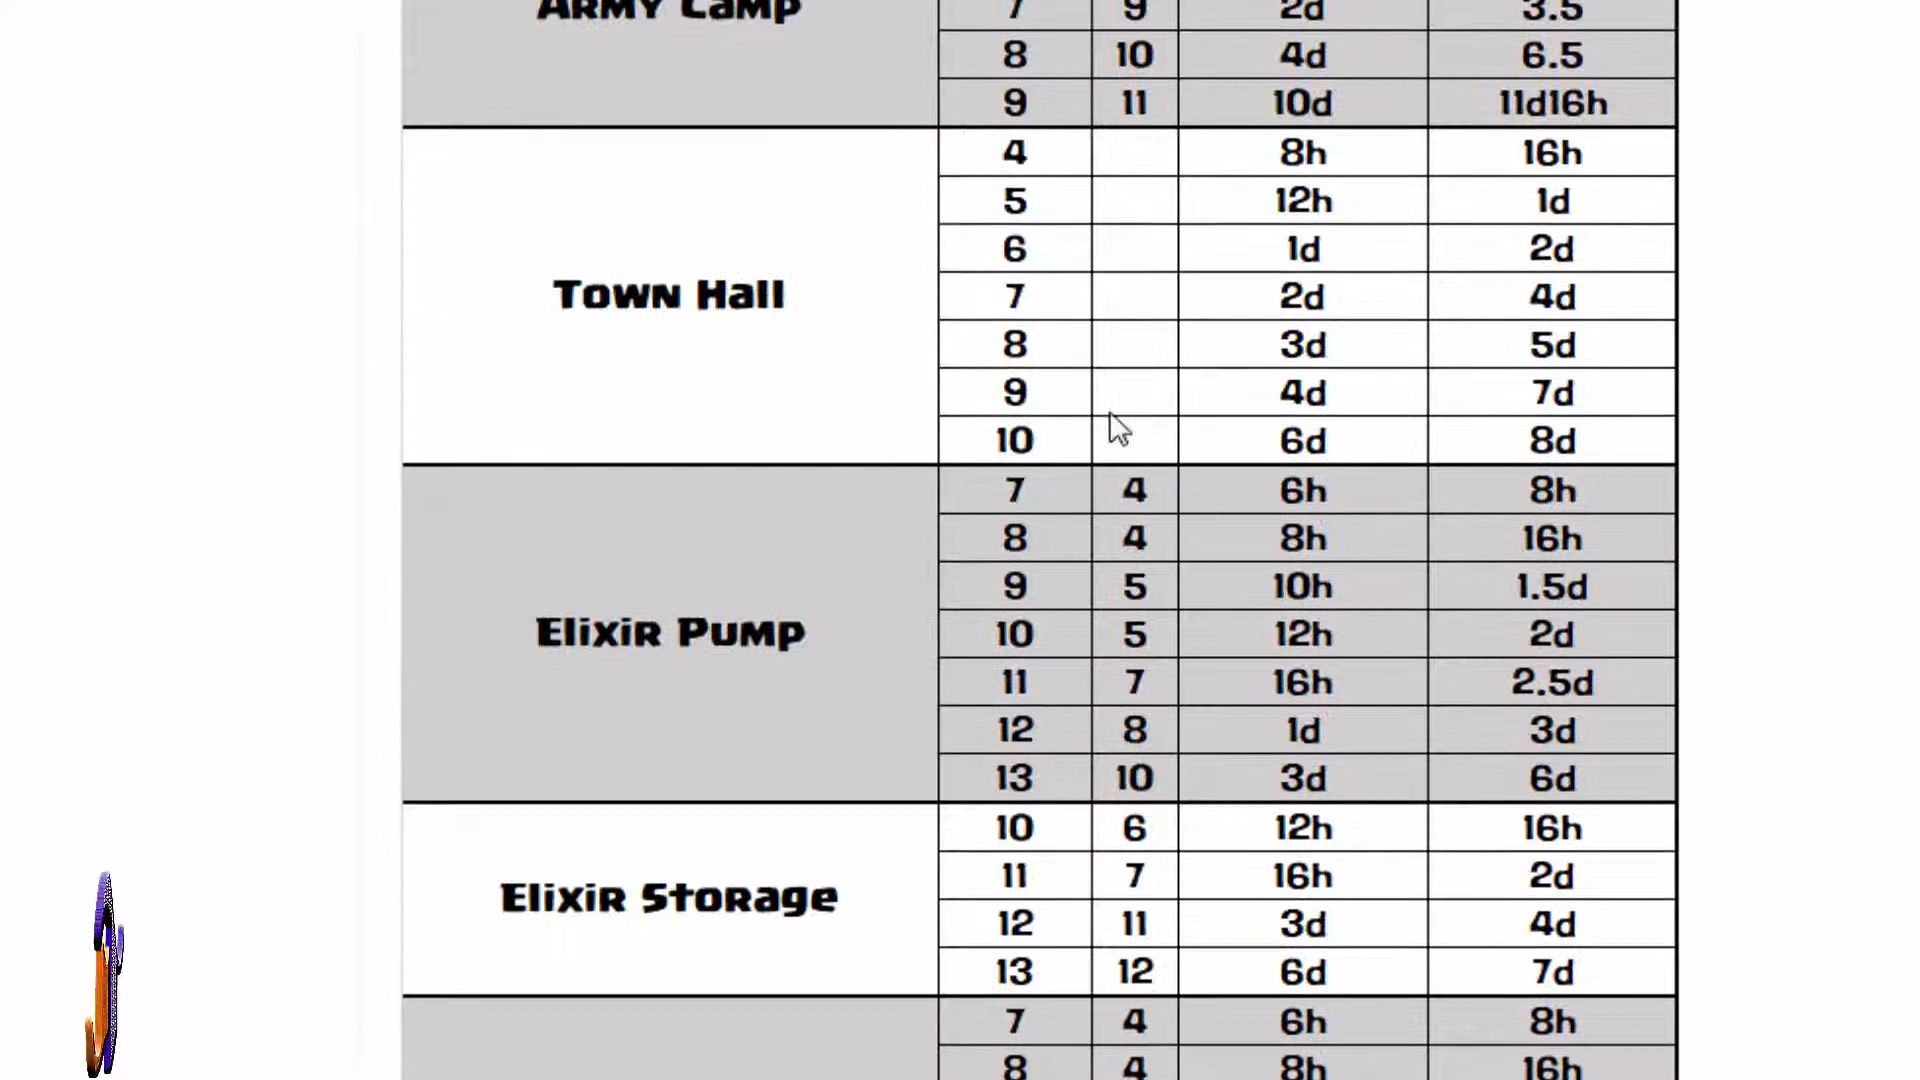 Army Camp
7 9 2d 3.5
8 10 4d 6.5
9 11 10d 11d16h
Town Hall
4 8h 16h
5 12h 1d
6 1d 2d
7 2d 4d
8 3d 5d
9 4d 7d
10 6d 8d
Elixir Pump
7 4 6h 8h
8 4 8h 16h
9 5 10h 1.5d
10 5 12h 2d
11 7 16h 2.5d
12 8 1d 3d
13 10 3d 6d
Elixir Storage
10 6 12h 16h
11 7 16h 2d
12 11 3d 4d
13 12 6d 7d
7 4 6h 8h
8 4 8h 16h